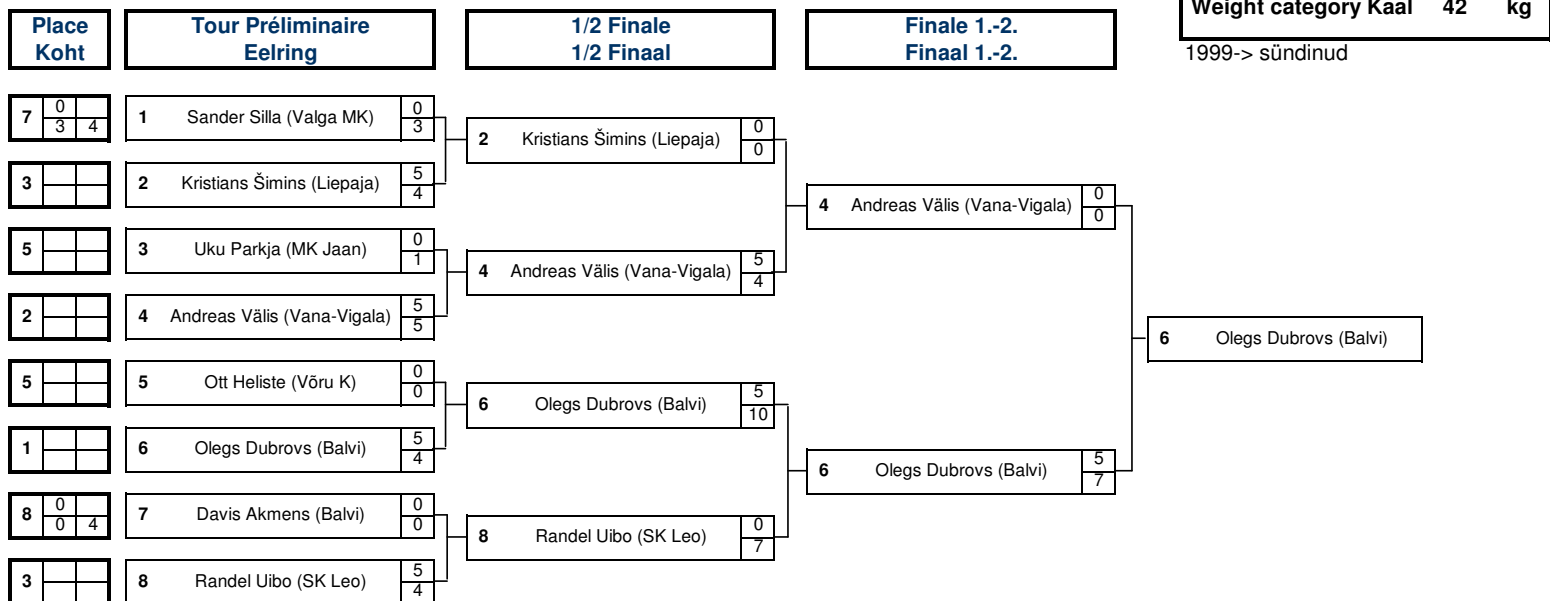 Weight category Kaal 42 kg
Place Tour Préliminaire 1/2 Finale Finale 1.-2.
Koht Eelring 1/2 Finaal Finaal 1.-2.
1999-> sündinud
7 0 1 Sander Silla (Valga MK) 0
3 4 3
2 Kristians Šimins (Liepaja) 0
0
3 2 Kristians Šimins (Liepaja) 5
4
4 Andreas Välis (Vana-Vigala) 0
0
5 3 Uku Parkja (MK Jaan) 0
1
4 Andreas Välis (Vana-Vigala) 5
4
2 4 Andreas Välis (Vana-Vigala) 5
5
6 Olegs Dubrovs (Balvi)
5 5 Ott Heliste (Võru K) 0
0
6 Olegs Dubrovs (Balvi) 5
10
1 6 Olegs Dubrovs (Balvi) 5
4
6 Olegs Dubrovs (Balvi) 5
7
8 0 7 Davis Akmens (Balvi) 0
0 4 0
8 Randel Uibo (SK Leo) 0
7
3 8 Randel Uibo (SK Leo) 5
4